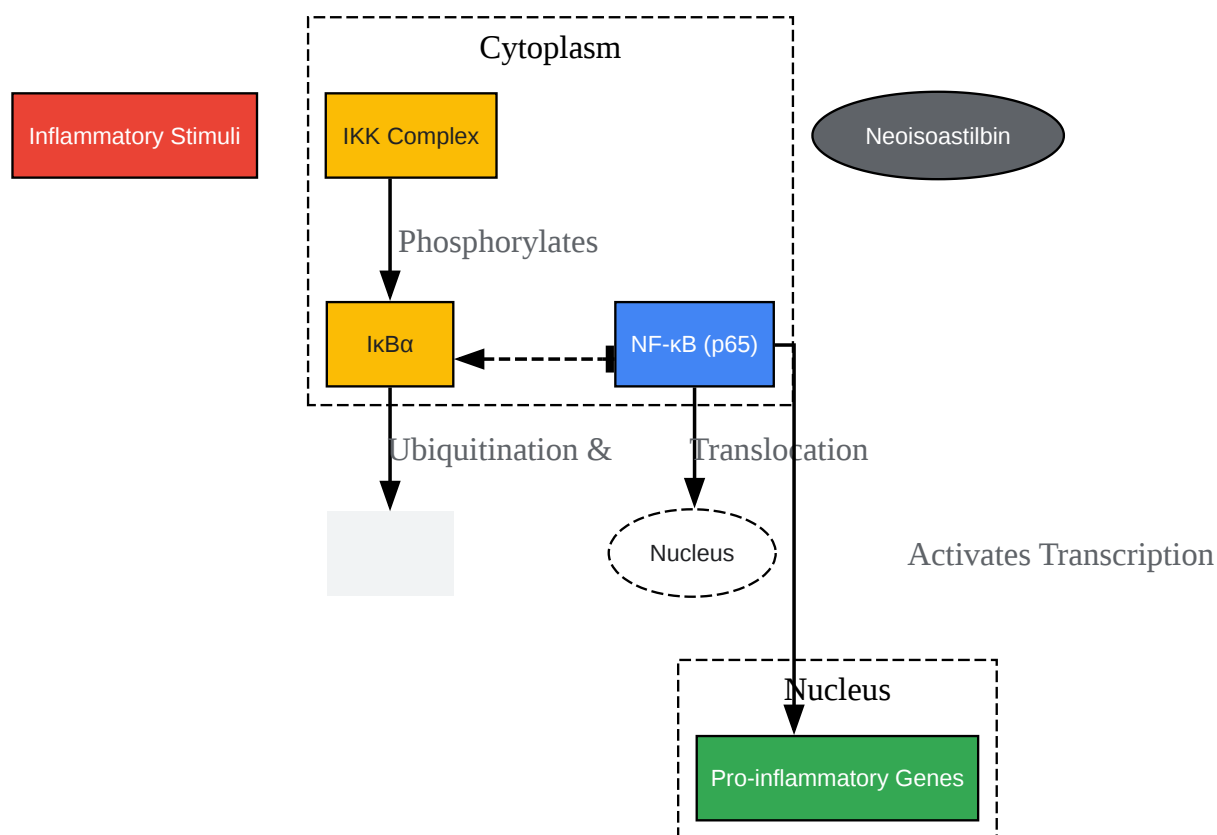 Cytoplasm
Inflammatory Stimuli
IKK Complex
Neoisoastilbin
Phosphorylates
IκBα
NF-κB (p65)
Ubiquitination &
Translocation
Nucleus
Activates Transcription
Nucleus
Pro-inflammatory Genes